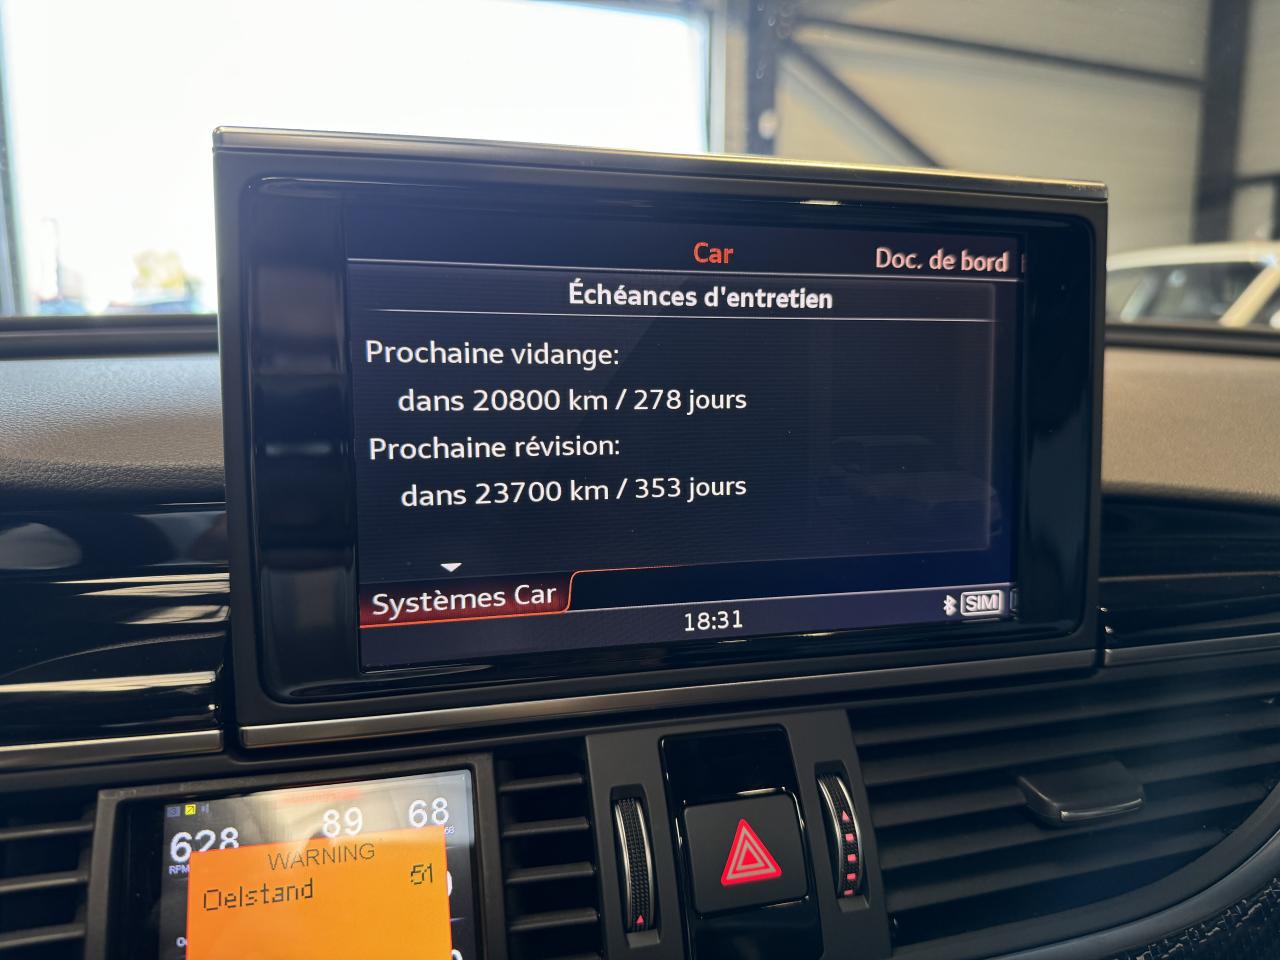 Car
Doc. de bord
Échéances d'entretien
Prochaine vidange:
dans 20800 km / 278 jours
Prochaine révision:
dans 23700 km / 353 jours
Systèmes Car
18:31
SIM
628 89 68
RPM
WARNING
Oelstand 51